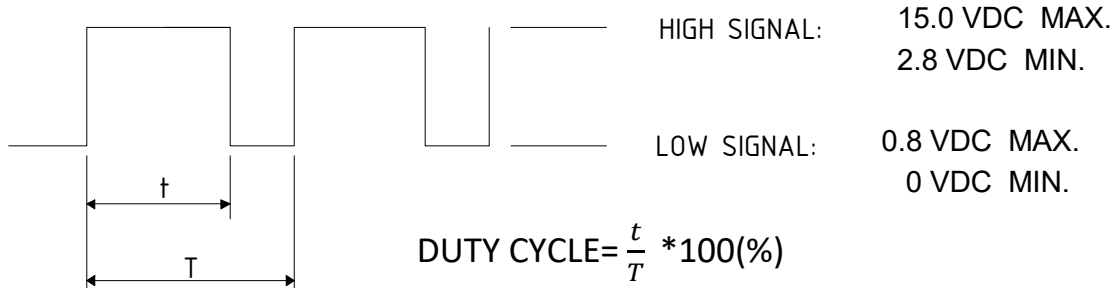 HIGH SIGNAL: 15.0 VDC MAX.
2.8 VDC MIN.
LOW SIGNAL: 0.8 VDC MAX.
0 VDC MIN.
t
T
DUTY CYCLE= t/T *100(%)